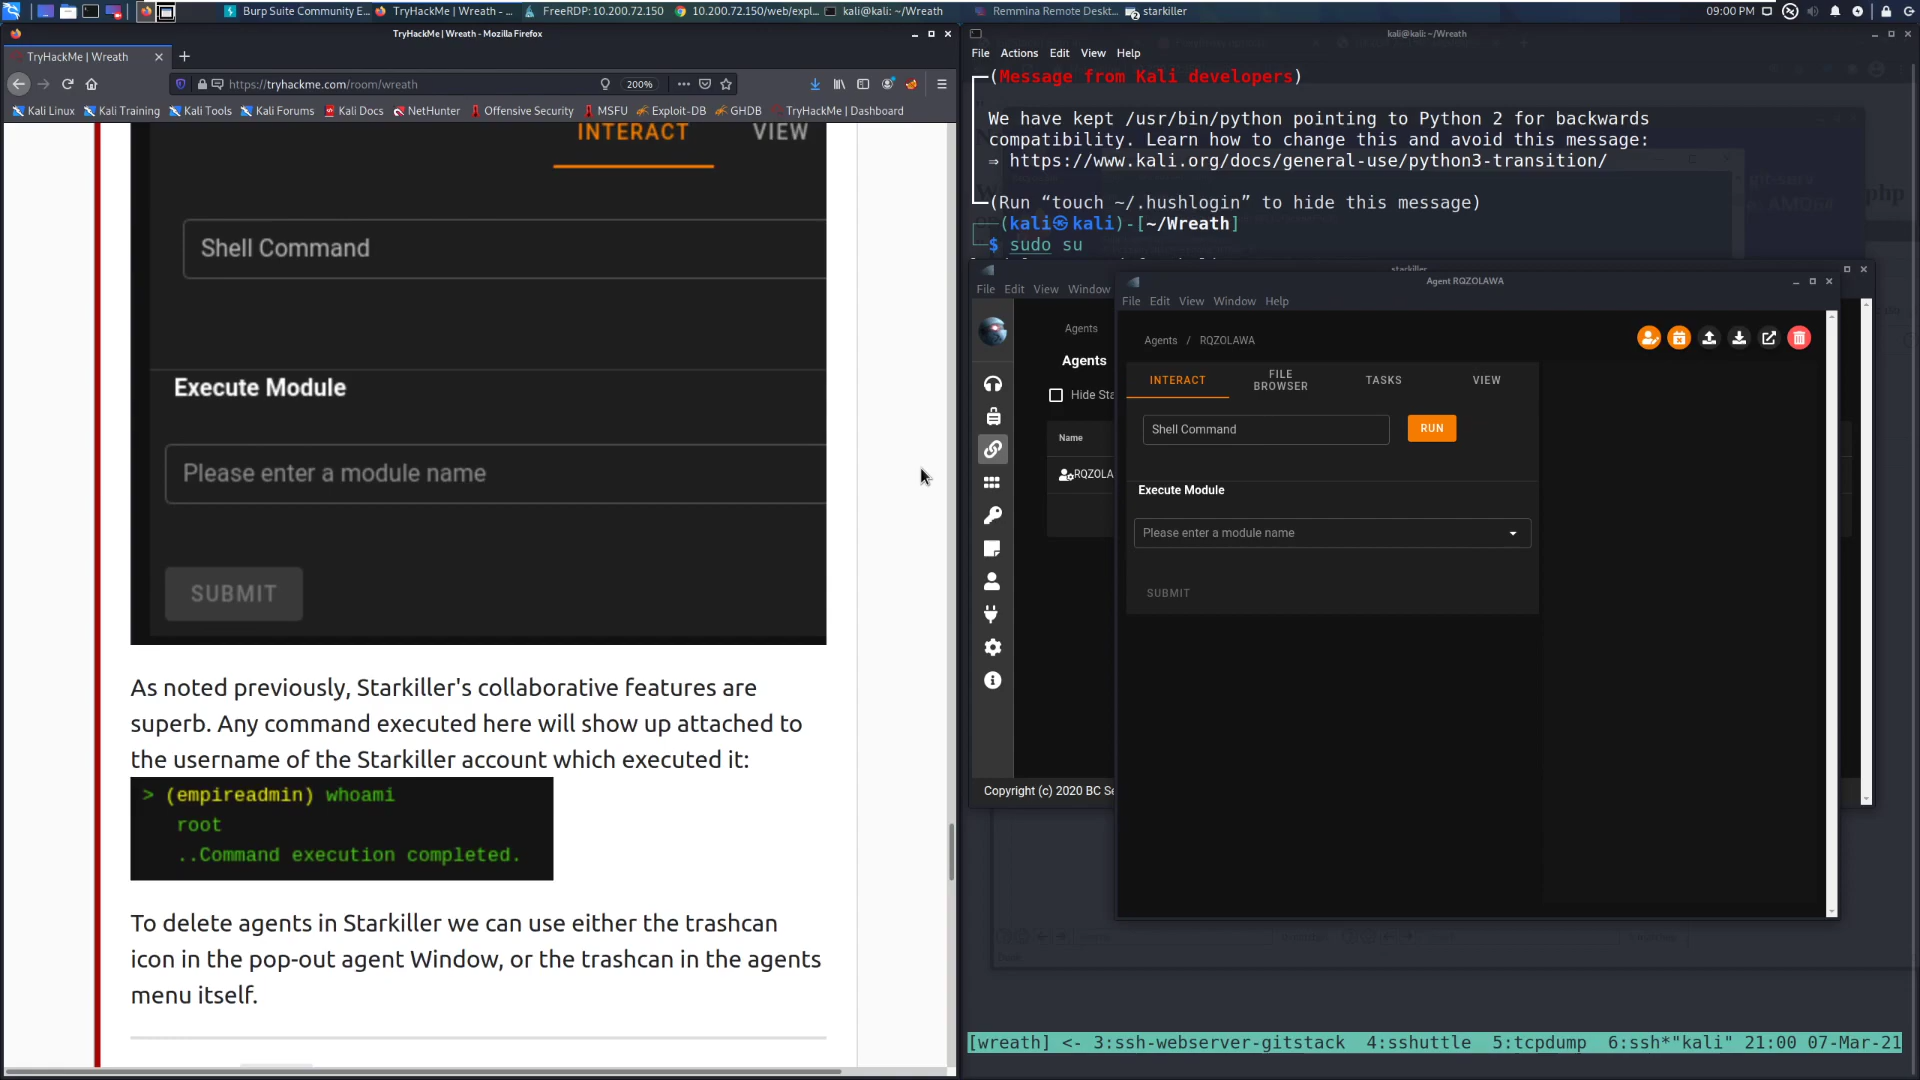 Burp Suite Community E...
TryHackMe | Wreath - ...
FreeRDP: 10.200.72.150
10.200.72.150/web/expl...
kali@kali: ~/Wreath
Remmina Remote Deskt...
starkiller
09:00 PM
TryHackMe | Wreath - Mozilla Firefox
TryHackMe | Wreath
https://tryhackme.com/room/wreath
200%
Kali Linux
Kali Training
Kali Tools
Kali Forums
Kali Docs
NetHunter
Offensive Security
MSFU
Exploit-DB
GHDB
TryHackMe | Dashboard
INTERACT
VIEW
Shell Command
Execute Module
Please enter a module name
SUBMIT
As noted previously, Starkiller's collaborative features are
superb. Any command executed here will show up attached to
the username of the Starkiller account which executed it:
> (empireadmin) whoami
root
..Command execution completed.
To delete agents in Starkiller we can use either the trashcan
icon in the pop-out agent Window, or the trashcan in the agents
menu itself.
kali@kali: ~/Wreath
File Actions Edit View Help
(Message from Kali developers)
We have kept /usr/bin/python pointing to Python 2 for backwards
compatibility. Learn how to change this and avoid this message:
⇒ https://www.kali.org/docs/general-use/python3-transition/
(Run “touch ~/.hushlogin” to hide this message)
(kali㉿kali)-[~/Wreath]
$ sudo su
starkiller
File Edit View Window
Agents
Agents
Hide Sta
Name
RQZOLA
Copyright (c) 2020 BC Se
Agent RQZOLAWA
File Edit View Window Help
Agents / RQZOLAWA
INTERACT
FILE
BROWSER
TASKS
VIEW
Shell Command
RUN
Execute Module
Please enter a module name
SUBMIT
[wreath] <- 3:ssh-webserver-gitstack 4:sshuttle 5:tcpdump 6:ssh*"kali" 21:00 07-Mar-21